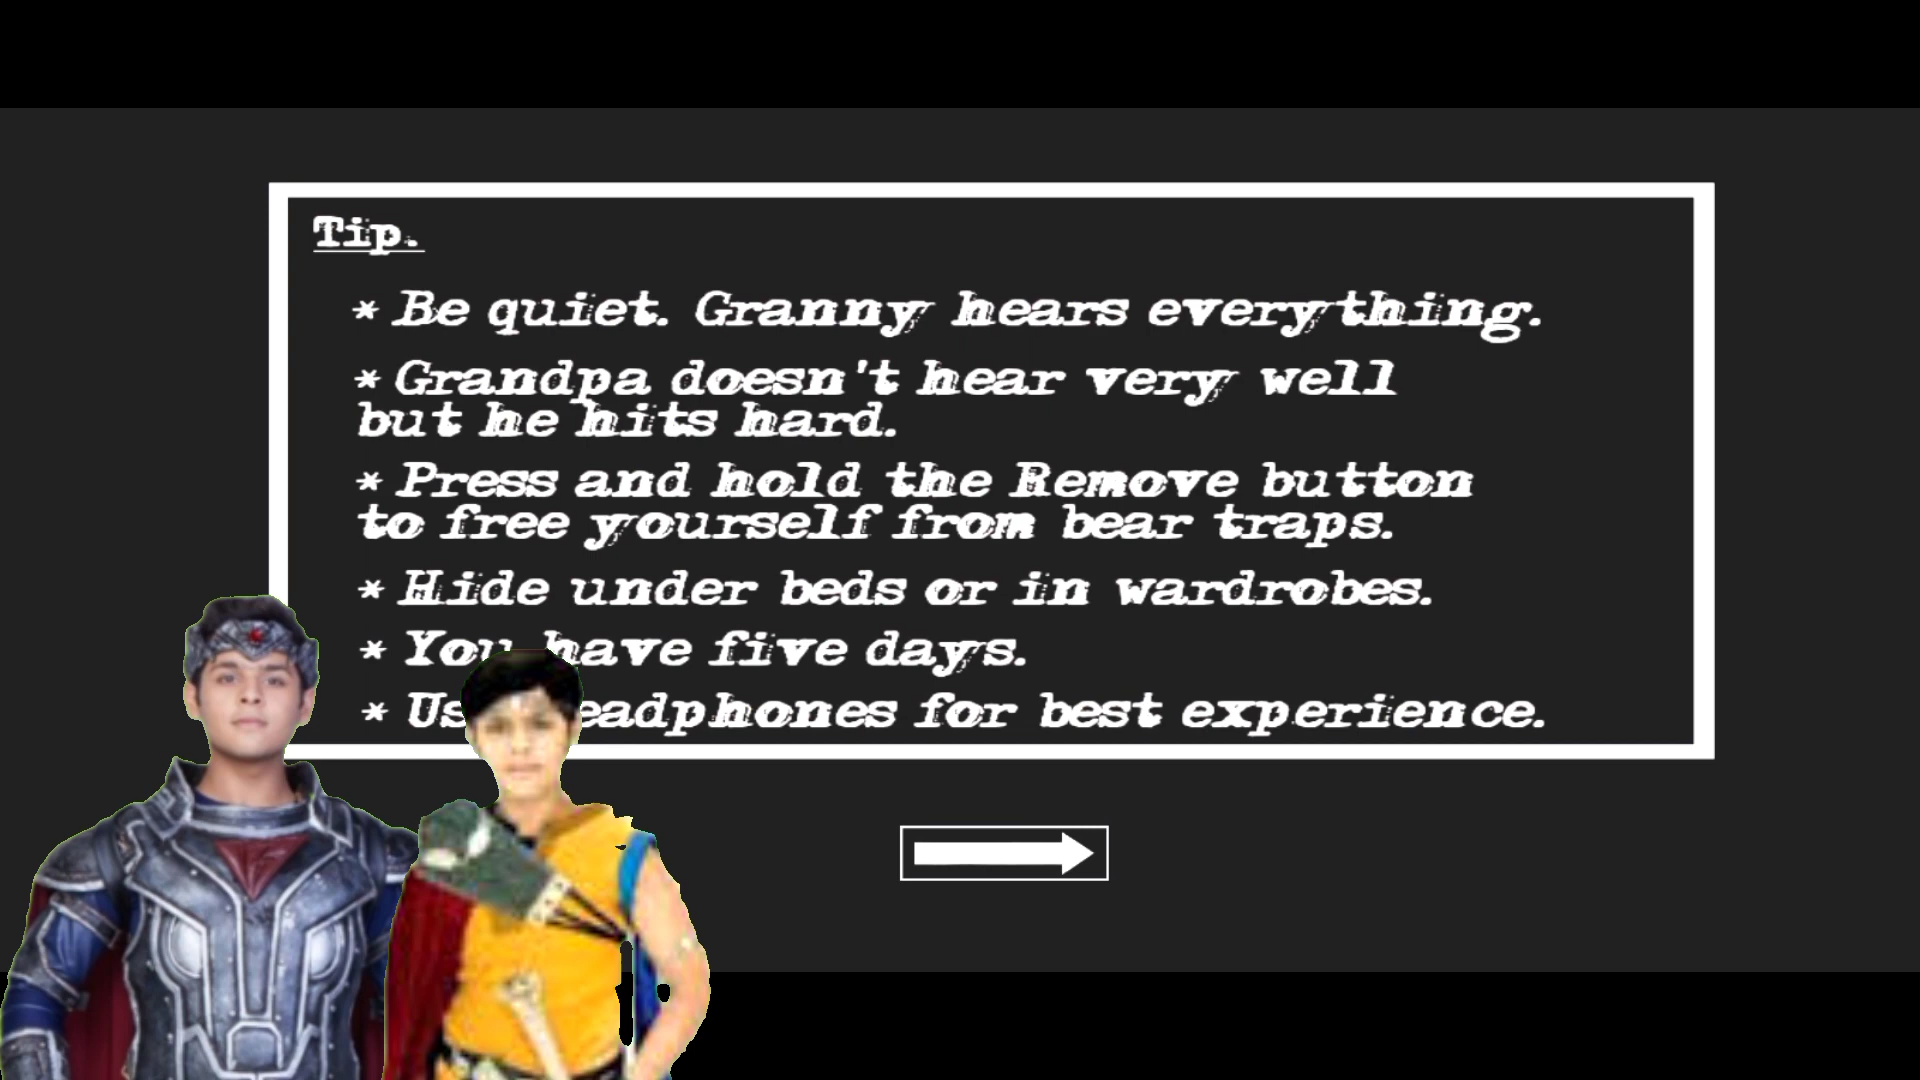 Tip.
* Be quiet. Granny hears everything.
* Grandpa doesn't hear very well
but he hits hard.
* Press and hold the Remove button
to free yourself from bear traps.
* Hide under beds or in wardrobes.
* You have five days.
* Use headphones for best experience.